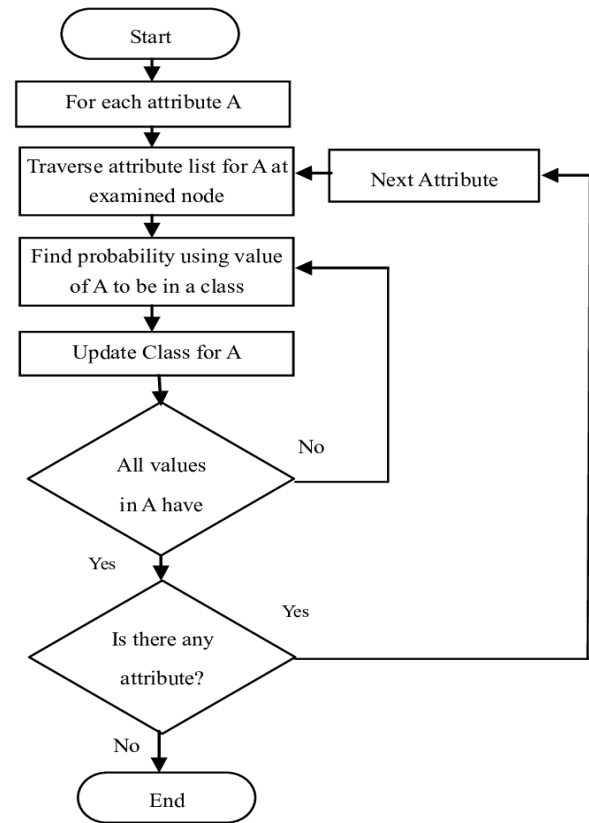 Start
For each attribute A
Traverse attribute list for A at
examined node
Next Attribute
Find probability using value
of A to be in a class
Update Class for A
No
All values
in A have
Yes
Yes
Is there any
attribute?
No
End